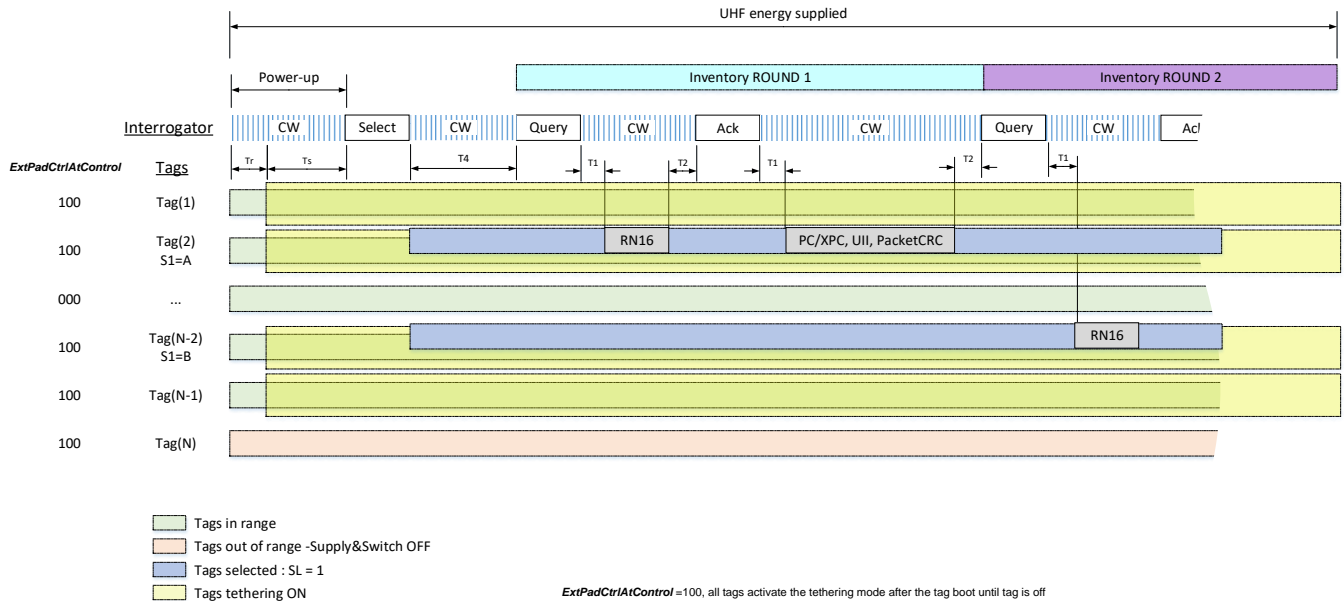 UHF energy supplied
Power-up
Inventory ROUND 1
Inventory ROUND 2
Interrogator
CW
Select
CW
Query
CW
Ack
CW
Query
CW
Ac
ExtPadCtrlAtControl
Tags
Tr
Ts
T4
T1
T2
T1
T2
T1
100
Tag(1)
100
Tag(2)
S1=A
RN16
PC/XPC, UII, PacketCRC
000
...
100
Tag(N-2)
S1=B
RN16
100
Tag(N-1)
100
Tag(N)
Tags in range
Tags out of range -Supply&Switch OFF
Tags selected : SL = 1
Tags tethering ON
ExtPadCtrlAtControl =100, all tags activate the tethering mode after the tag boot until tag is off